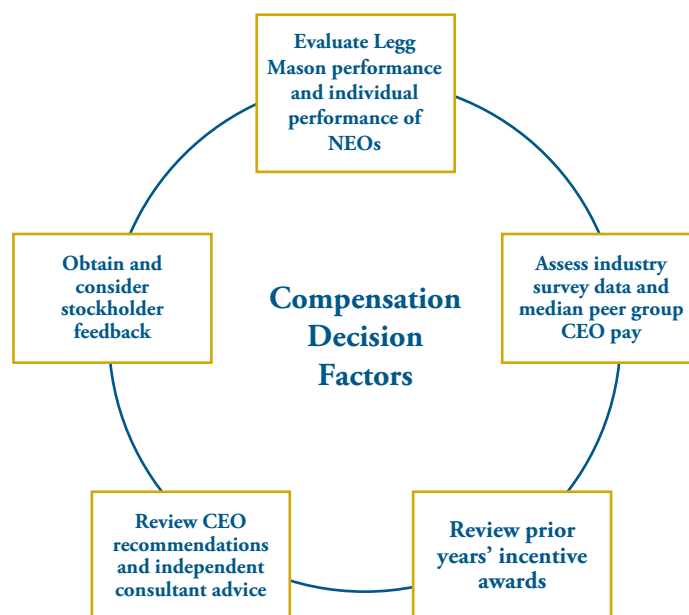 Evaluate Legg
Mason performance
and individual
performance of
NEOs
Assess industry
survey data and
median peer group
CEO pay
Review prior
years’ incentive
awards
Review CEO
recommendations
and independent
consultant advice
Obtain and
consider
stockholder
feedback
Compensation
Decision
Factors